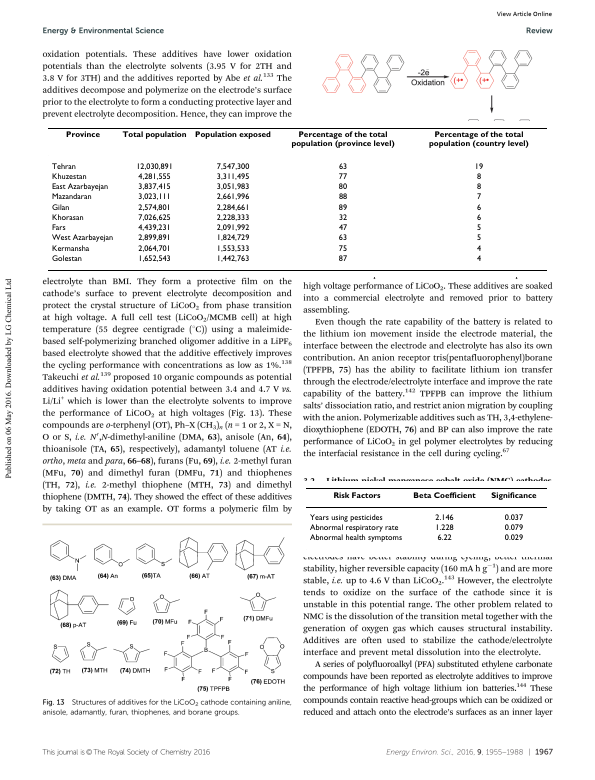 View Article Online
Energy & Environmental Science
Review
oxidation potentials. These additives have lower oxidation
potentials than the electrolyte solvents (3.95 V for 2TH and
3.8 V for 3TH) and the additives reported by Abe et al.133 The
additives decompose and polymerize on the electrode's surface
prior to the electrolyte to form a conducting protective layer and
prevent electrolyte decomposition. Hence, they can improve the
-2ē
Oxidation
Province Total population Population exposed Percentage of the total population (province level) Percentage of the total population (country level)
Tehran 12,030,891 7,547,300 63 19
Khuzestan 4,281,555 3,311,495 77 8
East Azarbayejan 3,837,415 3,051,983 80 8
Mazandaran 3,023,111 2,661,996 88 7
Gilan 2,574,801 2,284,661 89 6
Khorasan 7,026,625 2,228,333 32 6
Fars 4,439,231 2,091,992 47 5
West Azarbayejan 2,899,891 1,824,729 63 5
Kermansha 2,064,701 1,553,533 75 4
Golestan 1,652,543 1,442,763 87 4
electrolyte than BMI. They form a protective film on the
cathode's surface to prevent electrolyte decomposition and
protect the crystal structure of LiCoO2 from phase transition
at high voltage. A full cell test (LiCoO2/MCMB cell) at high
temperature (55 degree centigrade (°C)) using a maleimide-
based self-polymerizing branched oligomer additive in a LiPF6
based electrolyte showed that the additive effectively improves
the cycling performance with concentrations as low as 1%.138
Takeuchi et al.139 proposed 10 organic compounds as potential
additives having oxidation potential between 3.4 and 4.7 V vs.
Li/Li+ which is lower than the electrolyte solvents to improve
the performance of LiCoO2 at high voltages (Fig. 13). These
compounds are o-terphenyl (OT), Ph–X (CH3)n (n = 1 or 2, X = N,
O or S, i.e. N′,N-dimethyl-aniline (DMA, 63), anisole (An, 64),
thioanisole (TA, 65), respectively), adamantyl toluene (AT i.e.
ortho, meta and para, 66–68), furans (Fu, 69), i.e. 2-methyl furan
(MFu, 70) and dimethyl furan (DMFu, 71) and thiophenes
(TH, 72), i.e. 2-methyl thiophene (MTH, 73) and dimethyl
thiophene (DMTH, 74). They showed the effect of these additives
by taking OT as an example. OT forms a polymeric film by
(63) DMA (64) An (65)TA (66) AT (67) m-AT
(68) p-AT (69) Fu (70) MFu (71) DMFu
(72) TH (73) MTH (74) DMTH (75) TPFPB (76) EDOTH
Fig. 13 Structures of additives for the LiCoO2 cathode containing aniline,
anisole, adamantly, furan, thiophenes, and borane groups.
high voltage performance of LiCoO2. These additives are soaked
into a commercial electrolyte and removed prior to battery
assembling.
Even though the rate capability of the battery is related to
the lithium ion movement inside the electrode material, the
interface between the electrode and electrolyte has also its own
contribution. An anion receptor tris(pentafluorophenyl)borane
(TPFPB, 75) has the ability to facilitate lithium ion transfer
through the electrode/electrolyte interface and improve the rate
capability of the battery.142 TPFPB can improve the lithium
salts' dissociation ratio, and restrict anion migration by coupling
with the anion. Polymerizable additives such as TH, 3,4-ethylene-
dioxythiophene (EDOTH, 76) and BP can also improve the rate
performance of LiCoO2 in gel polymer electrolytes by reducing
the interfacial resistance in the cell during cycling.67
3.2 Lithium nickel manganese cobalt oxide (NMC) cathodes
Risk Factors Beta Coefficient Significance
Years using pesticides 2.146 0.037
Abnormal respiratory rate 1.228 0.079
Abnormal health symptoms 6.22 0.029
electrodes have better stability during cycling, better thermal
stability, higher reversible capacity (160 mA h g−1) and are more
stable, i.e. up to 4.6 V than LiCoO2.143 However, the electrolyte
tends to oxidize on the surface of the cathode since it is
unstable in this potential range. The other problem related to
NMC is the dissolution of the transition metal together with the
generation of oxygen gas which causes structural instability.
Additives are often used to stabilize the cathode/electrolyte
interface and prevent metal dissolution into the electrolyte.
A series of polyfluoroalkyl (PFA) substituted ethylene carbonate
compounds have been reported as electrolyte additives to improve
the performance of high voltage lithium ion batteries.144 These
compounds contain reactive head-groups which can be oxidized or
reduced and attach onto the electrode's surfaces as an inner layer
Published on 06 May 2016. Downloaded by LG Chemical Ltd
This journal is © The Royal Society of Chemistry 2016
Energy Environ. Sci., 2016, 9, 1955–1988 | 1967